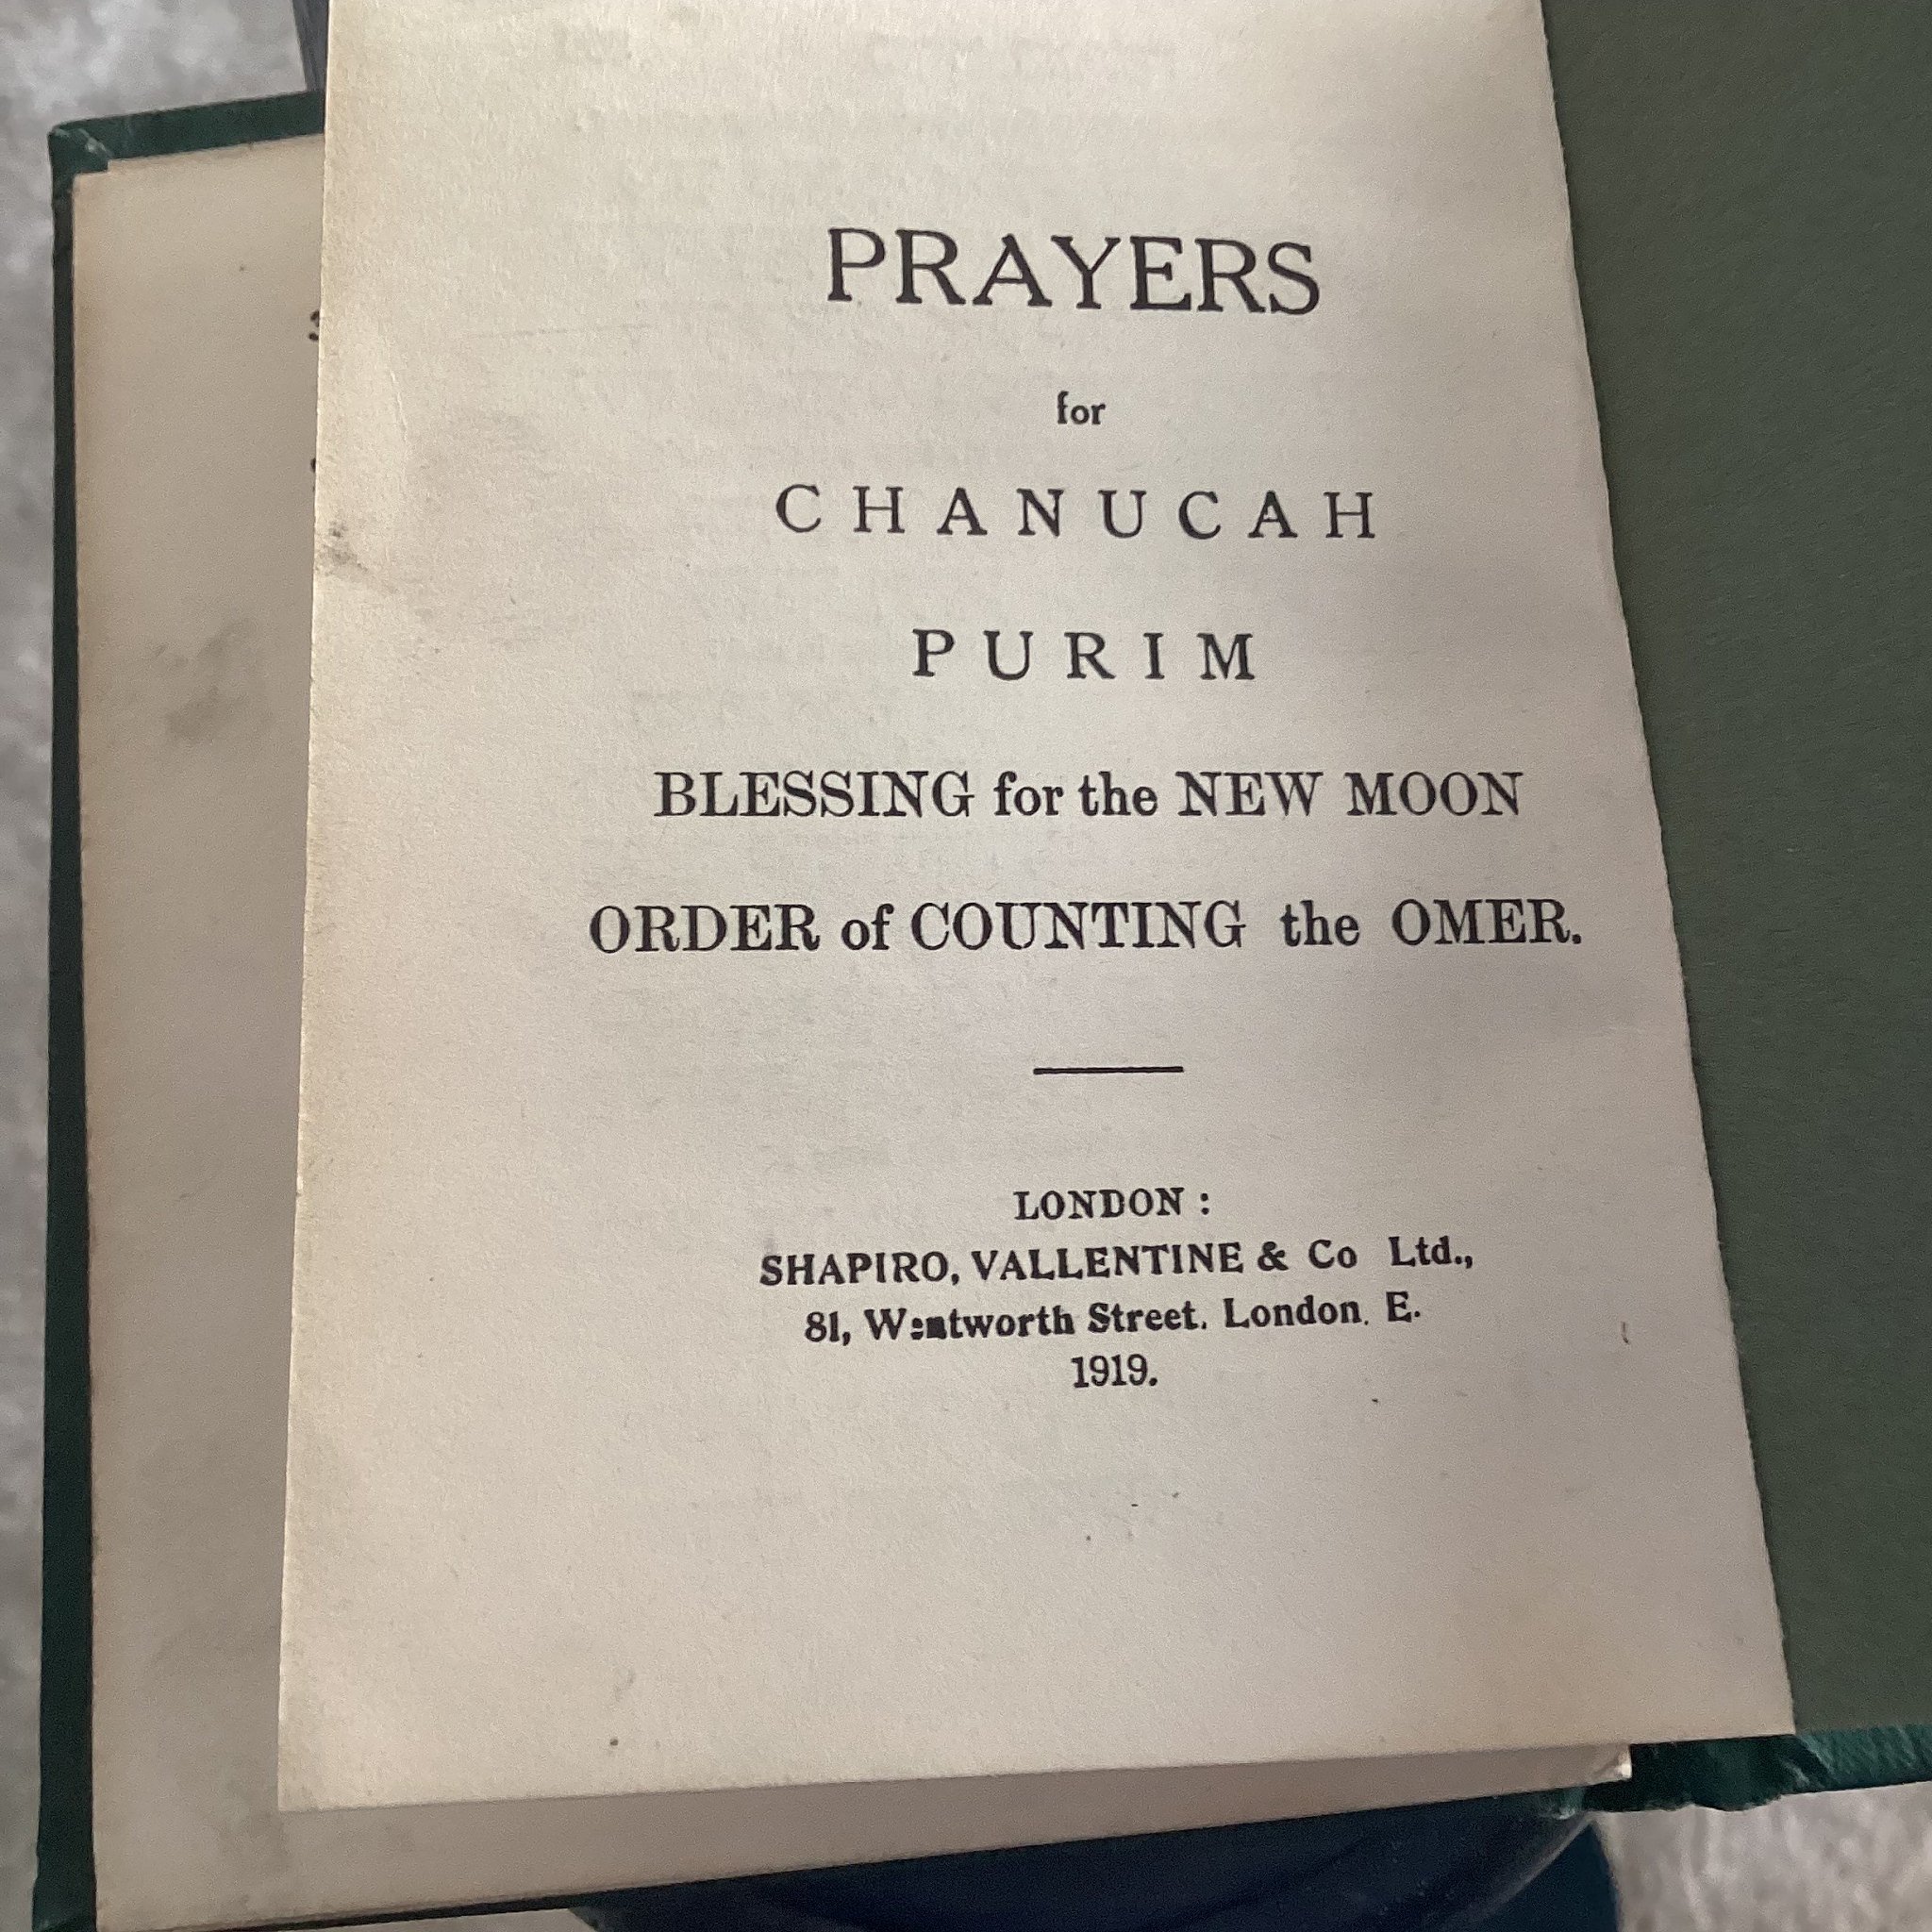 PRAYERS
for
CHANUCAH
PURIM
BLESSING for the NEW MOON
ORDER of COUNTING the OMER.
LONDON :
SHAPIRO, VALLENTINE & Co Ltd.,
81, Wentworth Street. London. E.
1919.